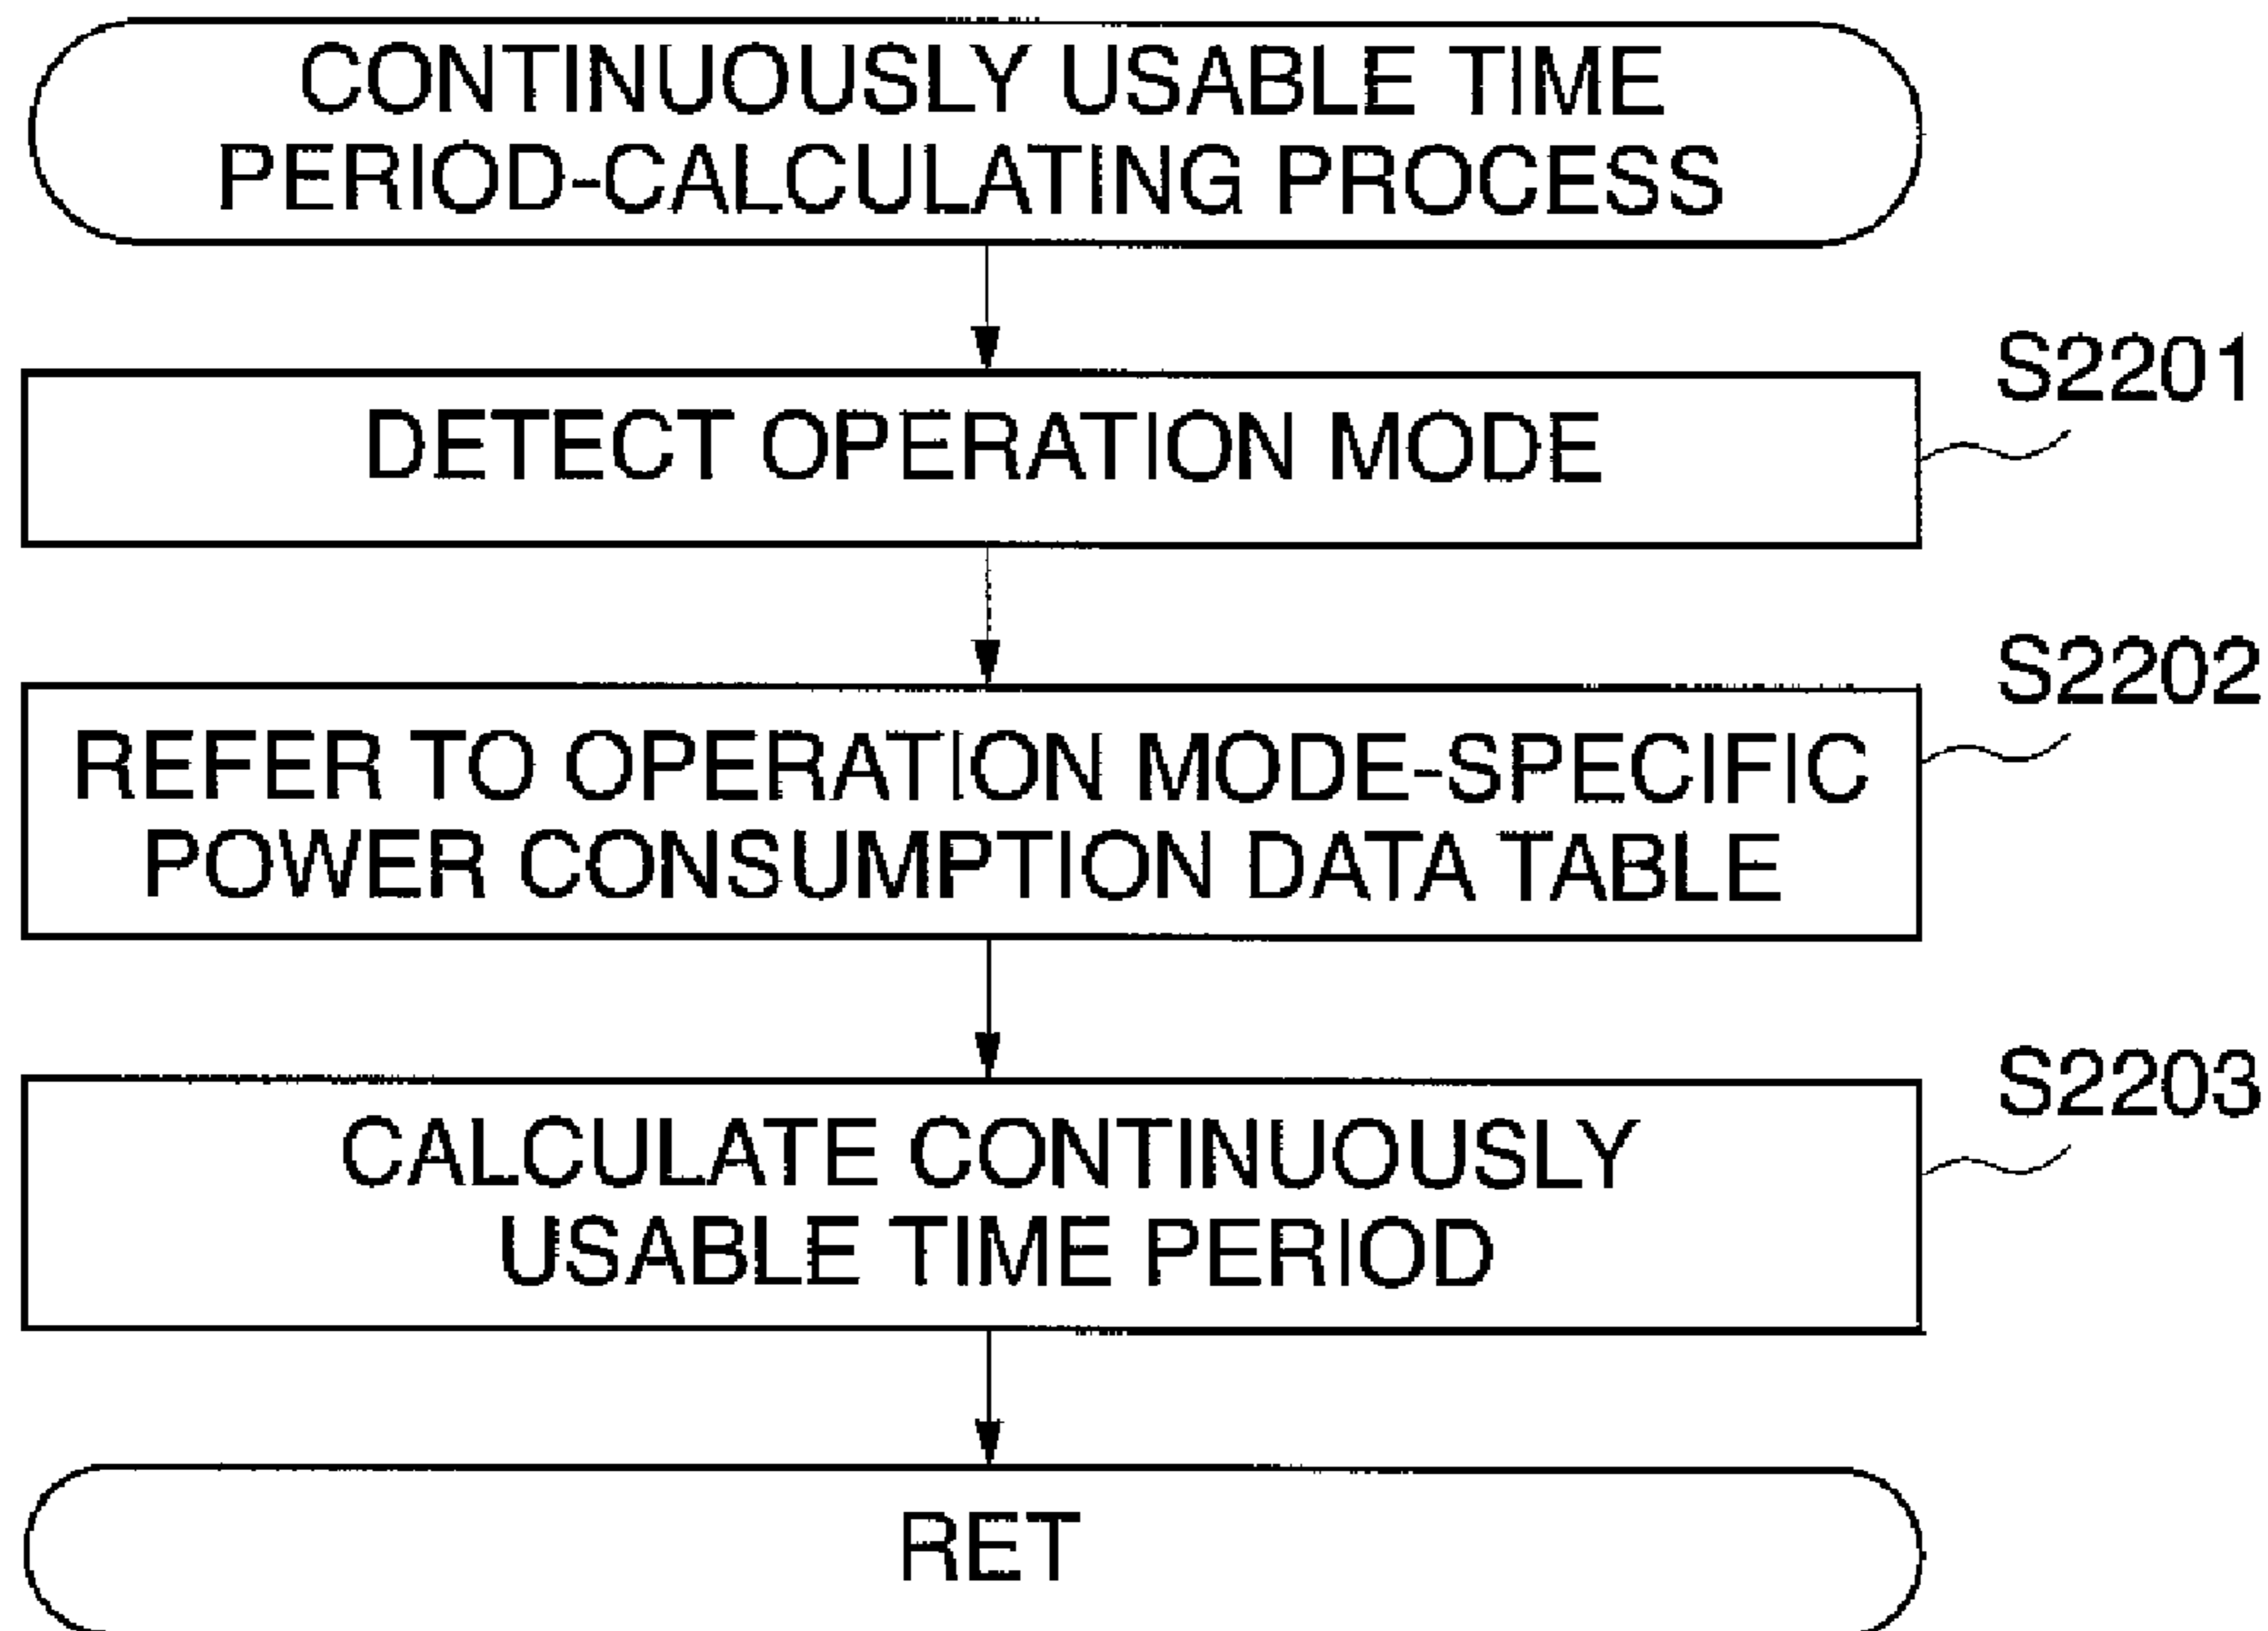 CONTINUOUSLY USABLE TIME
PERIOD-CALCULATING PROCESS
S2201
DETECT OPERATION MODE
S2202
REFER TO OPERATION MODE-SPECIFIC
POWER CONSUMPTION DATA TABLE
S2203
CALCULATE CONTINUOUSLY
USABLE TIME PERIOD
RET